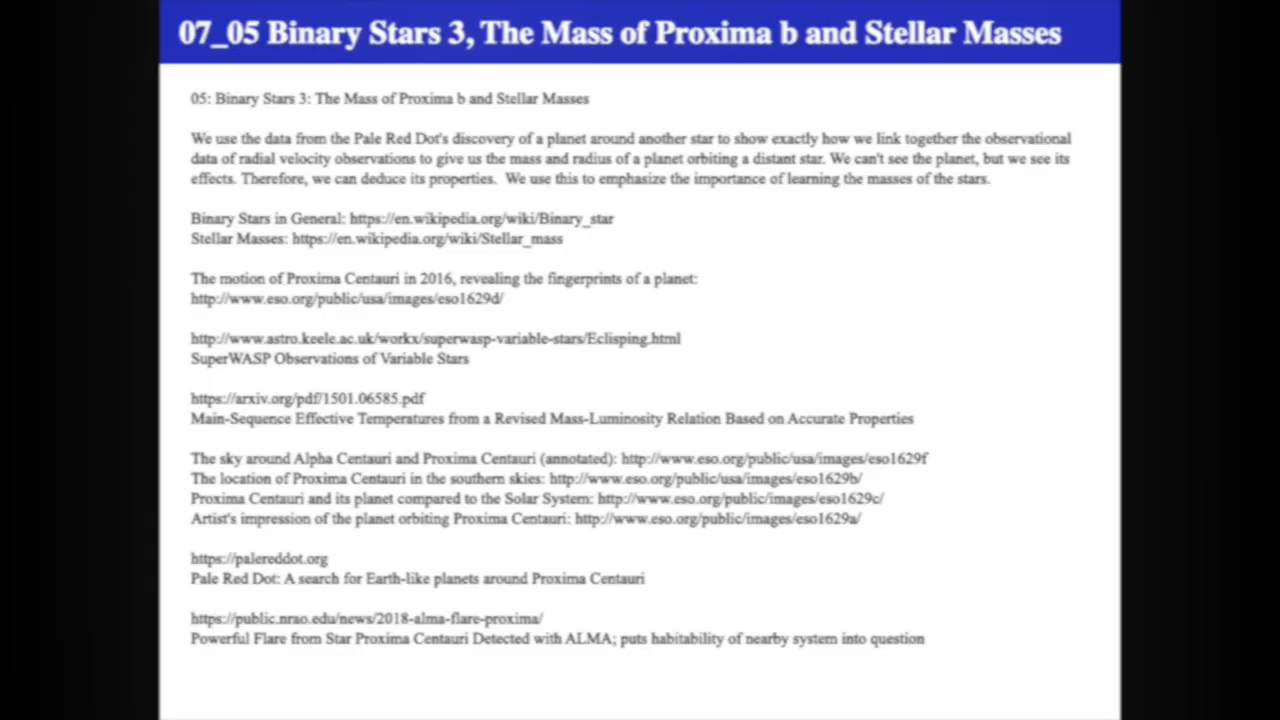 07_05 Binary Stars 3, The Mass of Proxima b and Stellar Masses
05: Binary Stars 3: The Mass of Proxima b and Stellar Masses
We use the data from the Pale Red Dot's discovery of a planet around another star to show exactly how we link together the observational
data of radial velocity observations to give us the mass and radius of a planet orbiting a distant star. We can't see the planet, but we see its
effects. Therefore, we can deduce its properties.  We use this to emphasize the importance of learning the masses of the stars.
Binary Stars in General: https://en.wikipedia.org/wiki/Binary_star
Stellar Masses: https://en.wikipedia.org/wiki/Stellar_mass
The motion of Proxima Centauri in 2016, revealing the fingerprints of a planet:
http://www.eso.org/public/usa/images/eso1629d/
http://www.astro.keele.ac.uk/workx/superwasp-variable-stars/Eclisping.html
SuperWASP Observations of Variable Stars
https://arxiv.org/pdf/1501.06585.pdf
Main-Sequence Effective Temperatures from a Revised Mass-Luminosity Relation Based on Accurate Properties
The sky around Alpha Centauri and Proxima Centauri (annotated): http://www.eso.org/public/usa/images/eso1629f
The location of Proxima Centauri in the southern skies: http://www.eso.org/public/usa/images/eso1629b/
Proxima Centauri and its planet compared to the Solar System: http://www.eso.org/public/images/eso1629c/
Artist's impression of the planet orbiting Proxima Centauri: http://www.eso.org/public/images/eso1629a/
https://palereddot.org
Pale Red Dot: A search for Earth-like planets around Proxima Centauri
https://public.nrao.edu/news/2018-alma-flare-proxima/
Powerful Flare from Star Proxima Centauri Detected with ALMA; puts habitability of nearby system into question